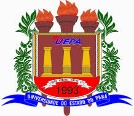 UEPA
1993
UNIVERSIDADE DO ESTADO DO PARÁ